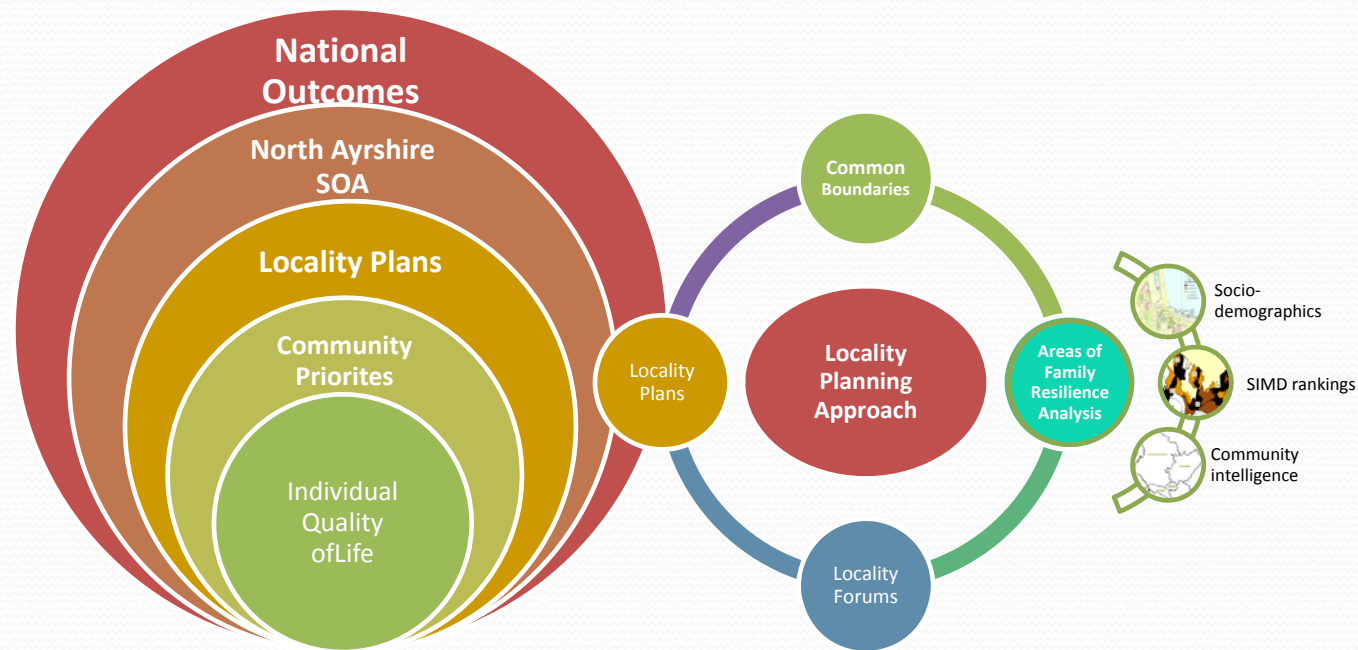 National
Outcomes
North Ayrshire
SOA
Locality Plans
Community
Priorites
Individual
Quality
ofLife
Common
Boundaries
Locality
Plans
Locality
Planning
Approach
Areas of
Family
Resilience
Analysis
Locality
Forums
Socio-
demographics
SIMD rankings
Community
intelligence